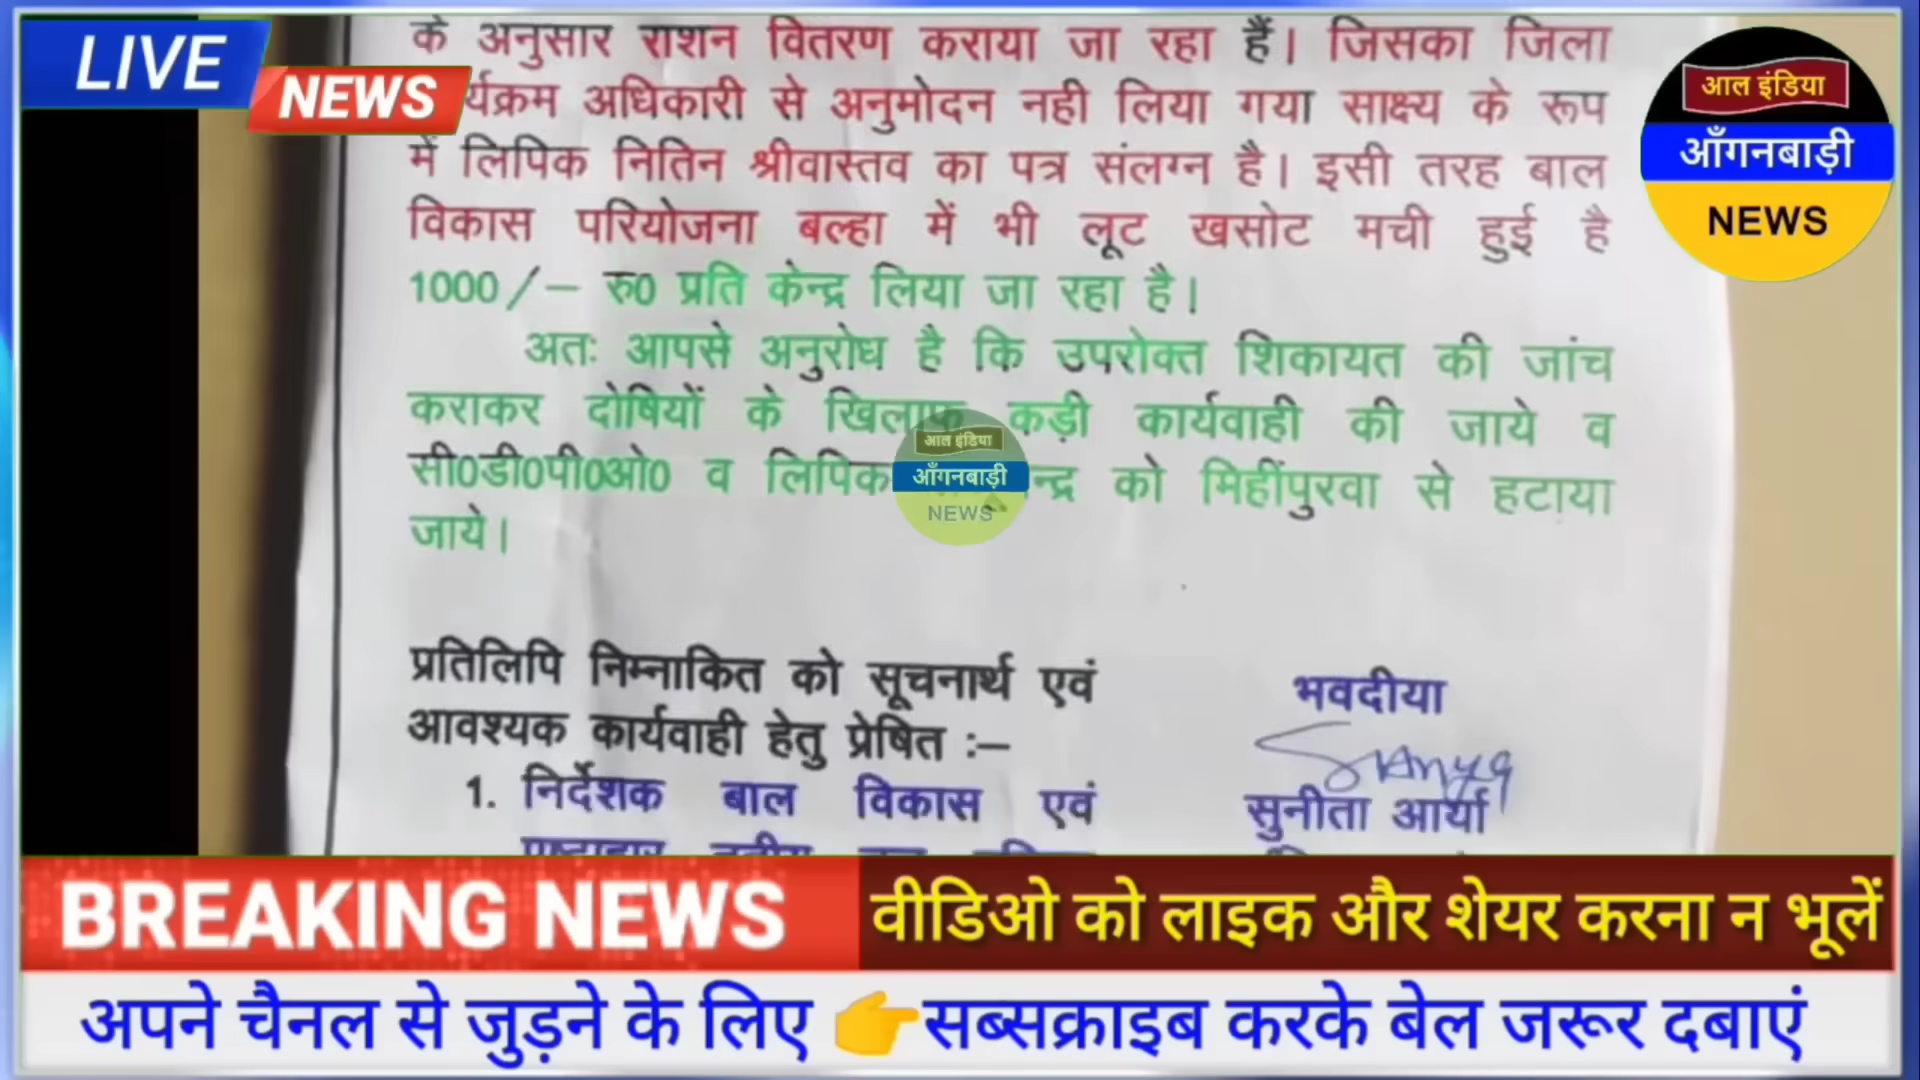 LIVE
NEWS
के अनुसार राशन वितरण कराया जा रहा हैं। जिसका जिला
र्यक्रम अधिकारी से अनुमोदन नही लिया गया साक्ष्य के रूप
में लिपिक नितिन श्रीवास्तव का पत्र संलग्न है। इसी तरह बाल
विकास परियोजना बल्हा में भी लूट खसोट मची हुई है
1000/– रु0 प्रति केन्द्र लिया जा रहा है।
अतः आपसे अनुरोध है कि उपरोक्त शिकायत की जांच
कराकर दोषियों के खिलाफ कड़ी कार्यवाही की जाये व
सी0डी0पी0ओ0 व लिपिक न्द्र को मिहींपुरवा से हटाया
जाये।
प्रतिलिपि निम्नाकित को सूचनार्थ एवं
आवश्यक कार्यवाही हेतु प्रेषित :–
1. निर्देशक बाल विकास एवं
भवदीया
सुनीता आर्या
आल इंडिया
आँगनबाड़ी
NEWS
आल इंडिया
आँगनबाड़ी
NEWS
BREAKING NEWS
वीडिओ को लाइक और शेयर करना न भूलें
अपने चैनल से जुड़ने के लिए 👉सब्सक्राइब करके बेल जरूर दबाएं